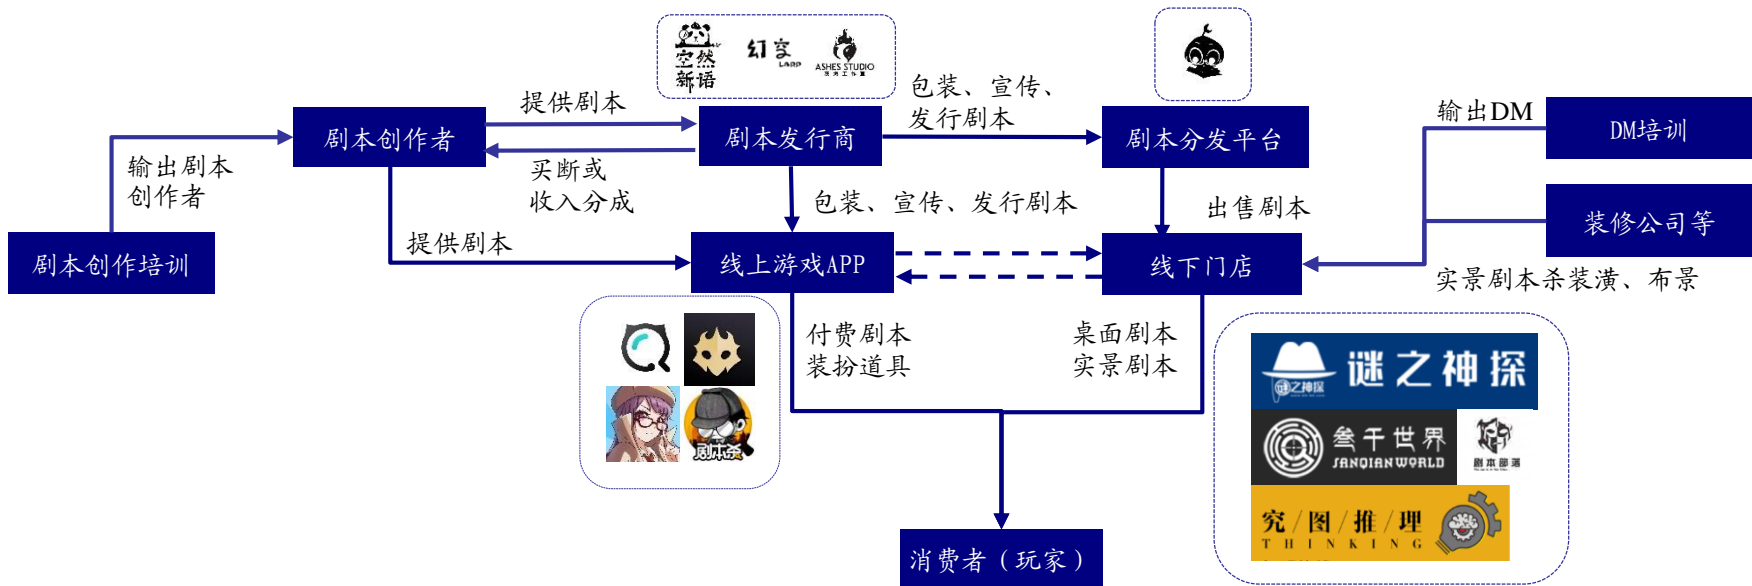 空然
新语
幻变
LARP
ASHES STUDIO
提供剧本
包装、宣传、
发行剧本
输出DM
剧本创作者
剧本发行商
剧本分发平台
DM培训
输出剧本
创作者
买断或
收入分成
包装、宣传、发行剧本
出售剧本
装修公司等
剧本创作培训
提供剧本
线上游戏APP
线下门店
实景剧本杀装潢、布景
付费剧本
装扮道具
桌面剧本
实景剧本
剧本杀
谜之神探
谜之神探
叁千世界
SANQIANWORLD
剧本部落
究/图/推/理
THINKING
消费者（玩家）